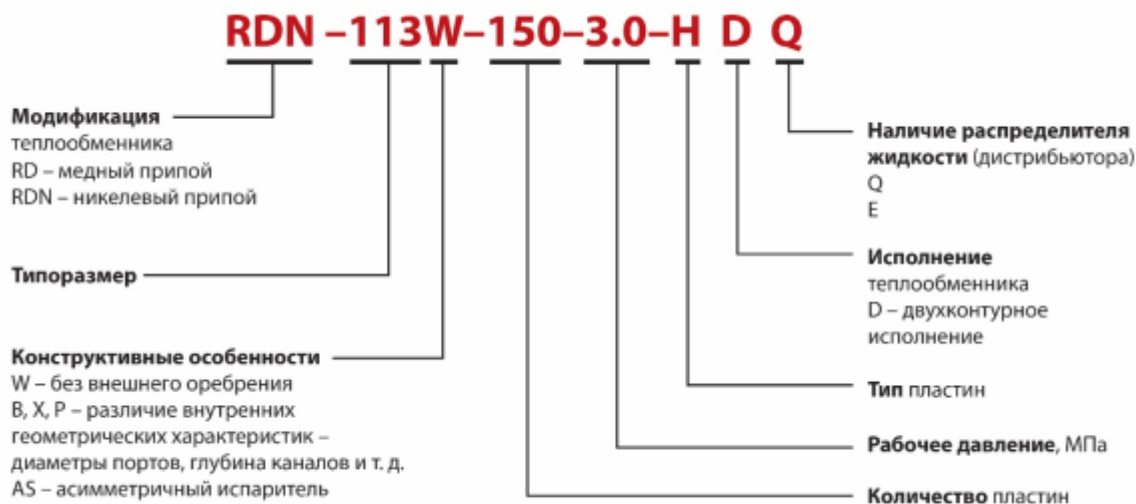 RDN –113W–150–3.0–H D Q
Модификация
теплообменника
RD – медный припой
RDN – никелевый припой
Типоразмер
Конструктивные особенности
W – без внешнего оребрения
B, X, P – различие внутренних
геометрических характеристик –
диаметры портов, глубина каналов и т. д.
AS – асимметричный испаритель
Наличие распределителя
жидкости (дистрибьютора)
Q
E
Исполнение
теплообменника
D – двухконтурное
исполнение
Тип пластин
Рабочее давление, МПа
Количество пластин